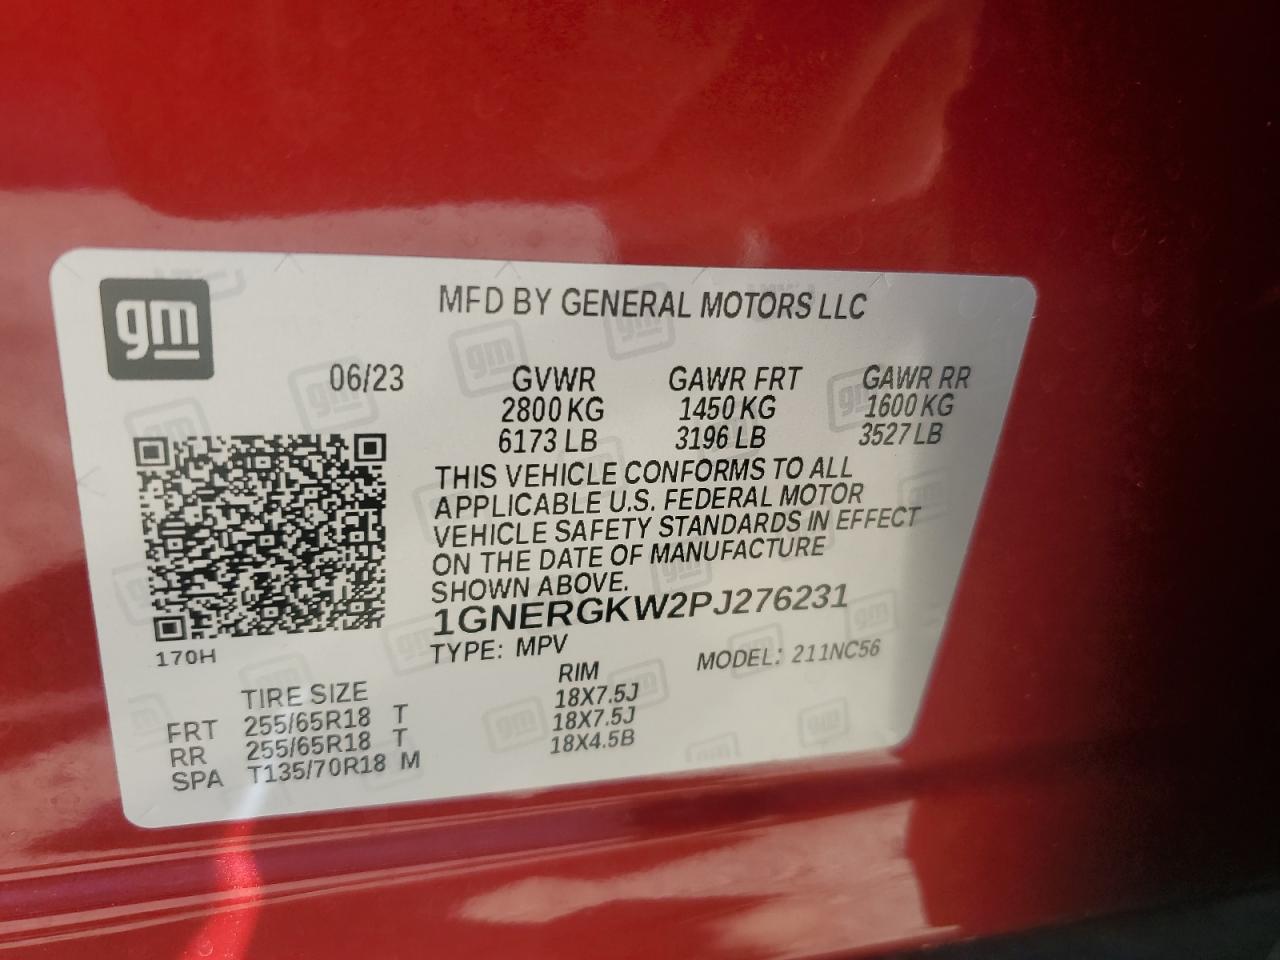 gm
MFD BY GENERAL MOTORS LLC
06/23 GVWR GAWR FRT GAWR RR
2800 KG 1450 KG 1600 KG
6173 LB 3196 LB 3527 LB
THIS VEHICLE CONFORMS TO ALL
APPLICABLE U.S. FEDERAL MOTOR
VEHICLE SAFETY STANDARDS IN EFFECT
ON THE DATE OF MANUFACTURE
SHOWN ABOVE.
1GNERGKW2PJ276231
170H
TYPE: MPV MODEL: 211NC56
TIRE SIZE RIM
FRT 255/65R18 T 18X7.5J
RR 255/65R18 T 18X7.5J
SPA T135/70R18 M 18X4.5B